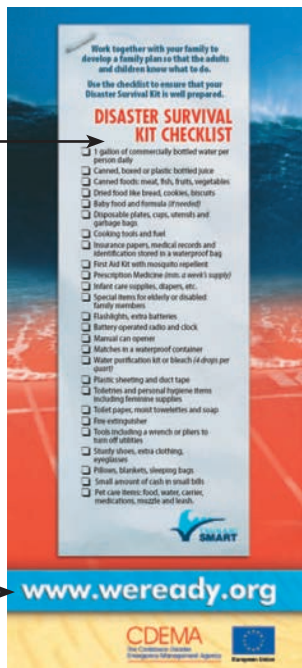 Work together with your family to
develop a family plan so that the adults
and children know what to do.
Use the checklist to ensure that your
Disaster Survival Kit is well prepared.
DISASTER SURVIVAL
KIT CHECKLIST
1 gallon of commercially bottled water per
person daily
Canned, boxed or plastic bottled juice
Canned foods: meat, fish, fruits, vegetables
Dried food like bread, cookies, biscuits
Baby food and formula (if needed)
Disposable plates, cups, utensils and
garbage bags
Cooking tools and fuel
Insurance papers, medical records and
identification stored in a waterproof bag
First Aid Kit with mosquito repellent
Prescription Medicine (min. a week's supply)
Infant care supplies, diapers, etc.
Special items for elderly or disabled
family members
Flashlights, extra batteries
Battery operated radio and clock
Manual can opener
Matches in a waterproof container
Water purification kit or bleach (4 drops per
quart)
Plastic sheeting and duct tape
Toiletries and personal hygiene items
including feminine supplies
Toilet paper, moist towelettes and soap
Fire extinguisher
Tools including a wrench or pliers to
turn off utilities
Sturdy shoes, extra clothing,
eyeglasses
Pillows, blankets, sleeping bags
Small amount of cash in small bills
Pet care items: food, water, carrier,
medications, muzzle and leash.
SMART
www.weready.org
CDEMA
The Caribbean Disaster
Emergency Management Agency
European Union